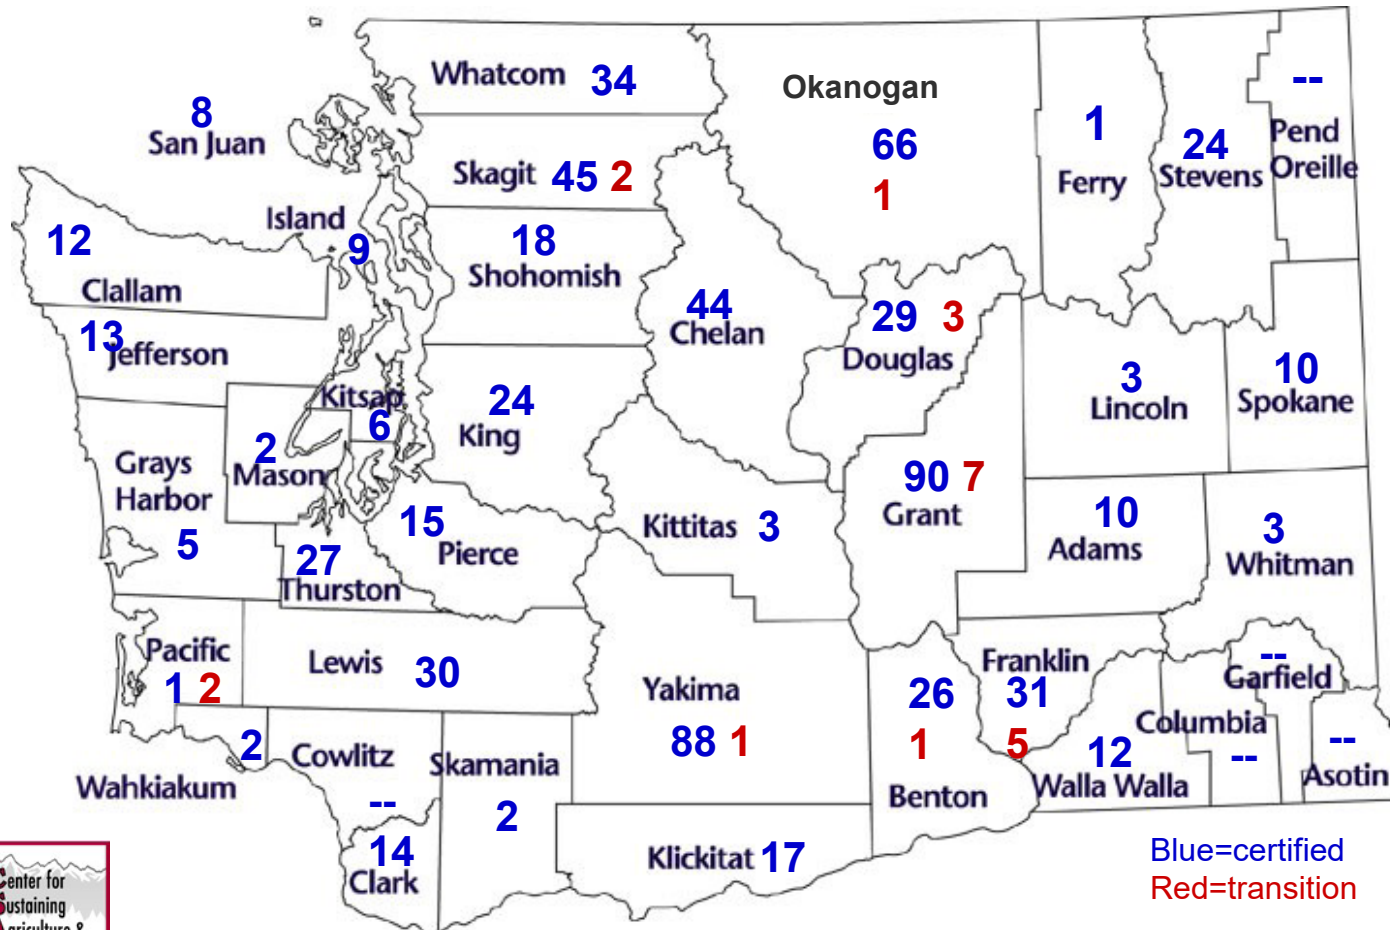 Whatcom 34
Okanogan
66
1
8
San Juan
Skagit 45 2
1
Ferry
24
Stevens
--
Pend
Oreille
Island
9
12
Clallam
18
Shohomish
44
Chelan
29 3
Douglas
13
Jefferson
Kitsap
6
24
King
3
Lincoln
10
Spokane
2
Mason
Grays
Harbor
5
90 7
Grant
15
Pierce
Kittitas 3
10
Adams
3
Whitman
27
Thurston
Pacific
1 2
Lewis 30
Yakima
88 1
26
1
Benton
Franklin
31
5
--
Garfield
Columbia
--
--
Asotin
12
Walla Walla
2
Wahkiakum
Cowlitz
--
Skamania
2
14
Clark
Klickitat 17
Blue=certified
Red=transition
Center for
Sustaining
Agriculture &